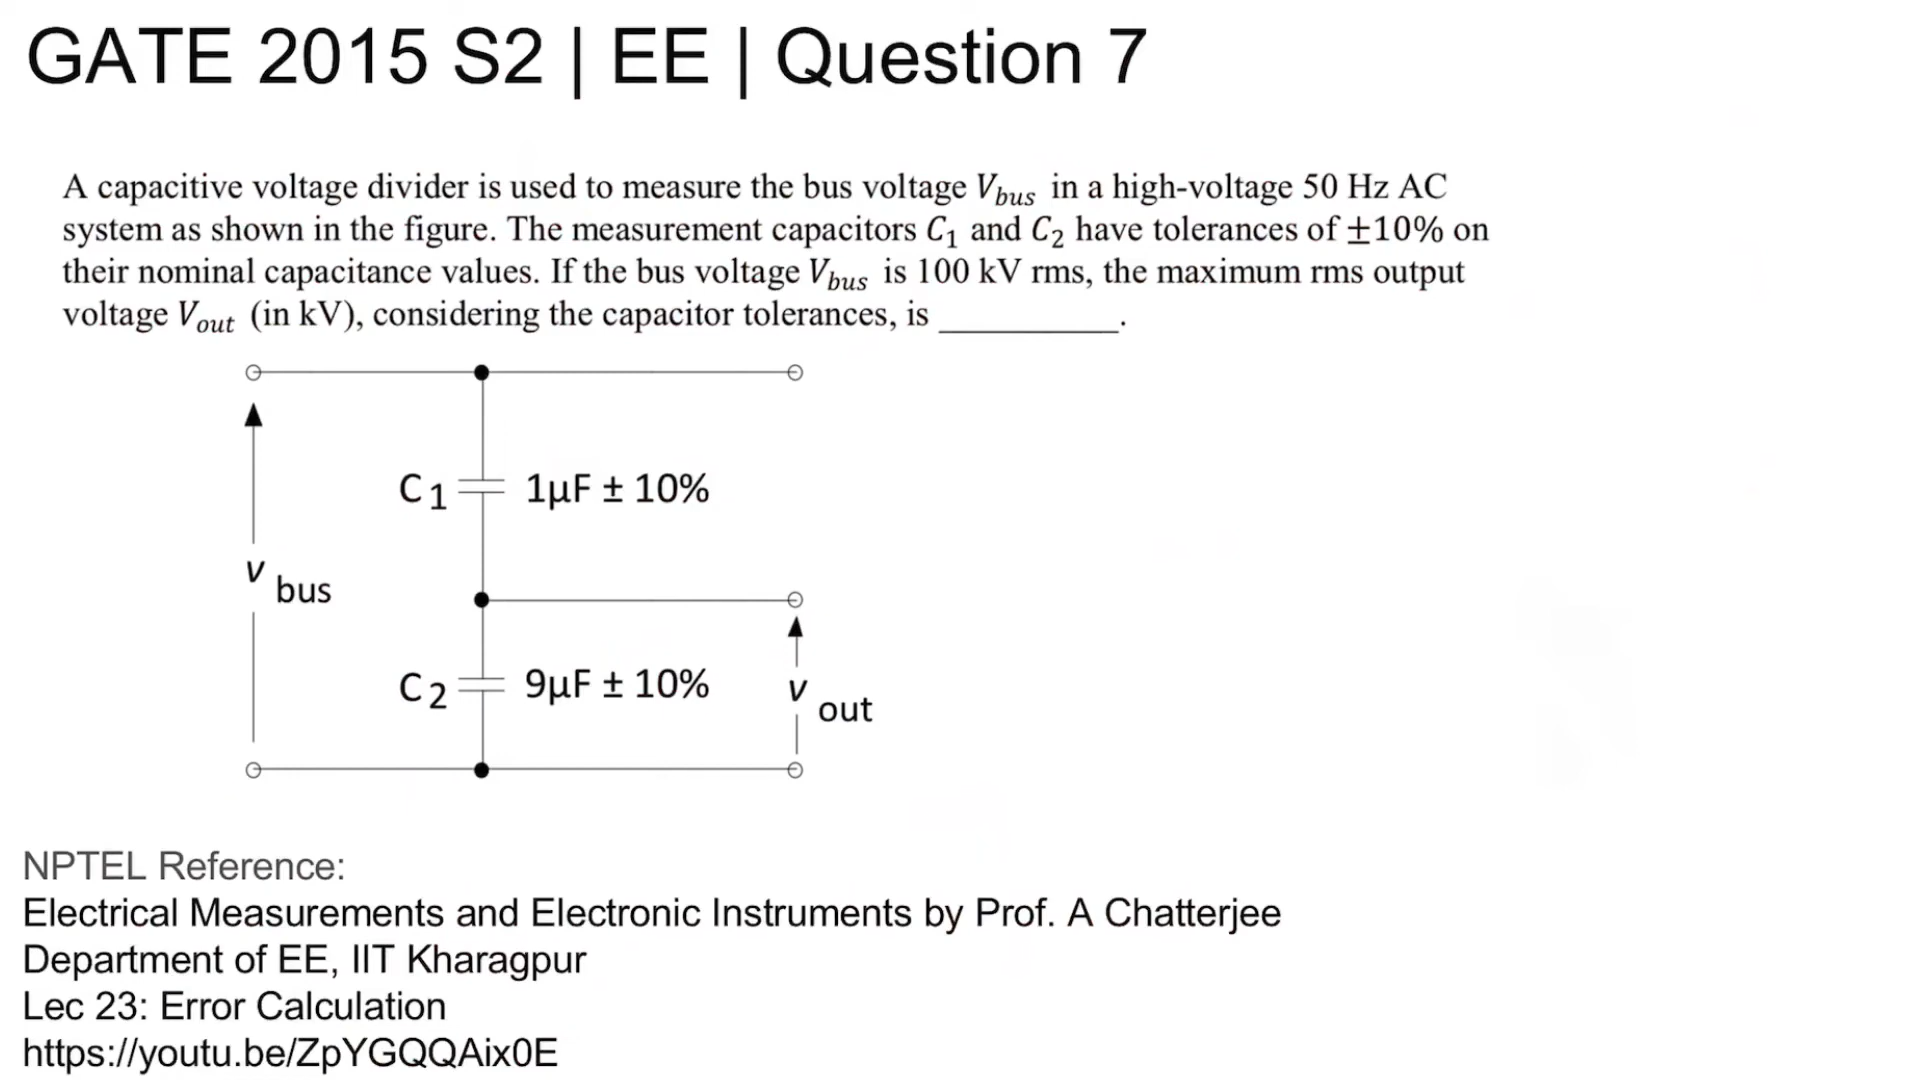 GATE 2015 S2 | EE | Question 7
A capacitive voltage divider is used to measure the bus voltage V_bus in a high-voltage 50 Hz AC
system as shown in the figure. The measurement capacitors C₁ and C₂ have tolerances of ±10% on
their nominal capacitance values. If the bus voltage V_bus is 100 kV rms, the maximum rms output
voltage V_out (in kV), considering the capacitor tolerances, is __________.
C1 1µF ± 10%
v bus
C2 9µF ± 10%
v out
NPTEL Reference:
Electrical Measurements and Electronic Instruments by Prof. A Chatterjee
Department of EE, IIT Kharagpur
Lec 23: Error Calculation
https://youtu.be/ZpYGQQAix0E